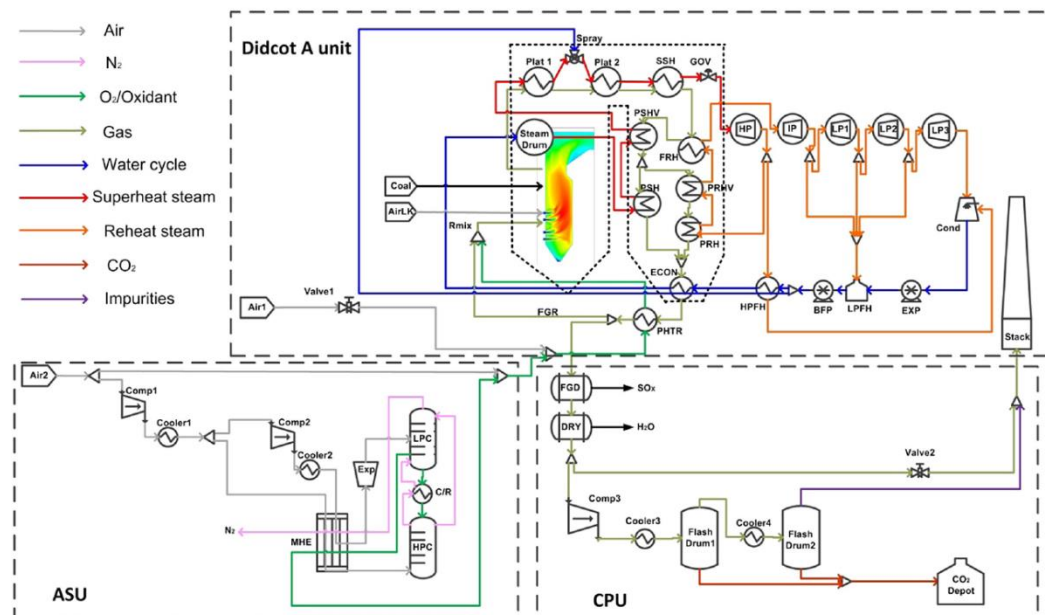 Air
N₂
O₂/Oxidant
Gas
Water cycle
Superheat steam
Reheat steam
CO₂
Impurities
Didcot A unit
Spray
Plat 1
Plat 2
SSH
GOV
Steam
Drum
PSHV
FRH
PSH
PRHV
PRH
HP
IP
LP1
LP2
LP3
Coal
AirLK
Rmix
ECON
Cond
HPFH
BFP
LPFH
EXP
Air1
Valve1
FGR
PHTR
Stack
Air2
Comp1
Cooler1
Comp2
Cooler2
Exp
LPC
C/R
HPC
N₂
MHE
ASU
FGD
SOx
DRY
H₂O
Valve2
Comp3
Cooler3
Flash
Drum1
Cooler4
Flash
Drum2
CO₂
Depot
CPU